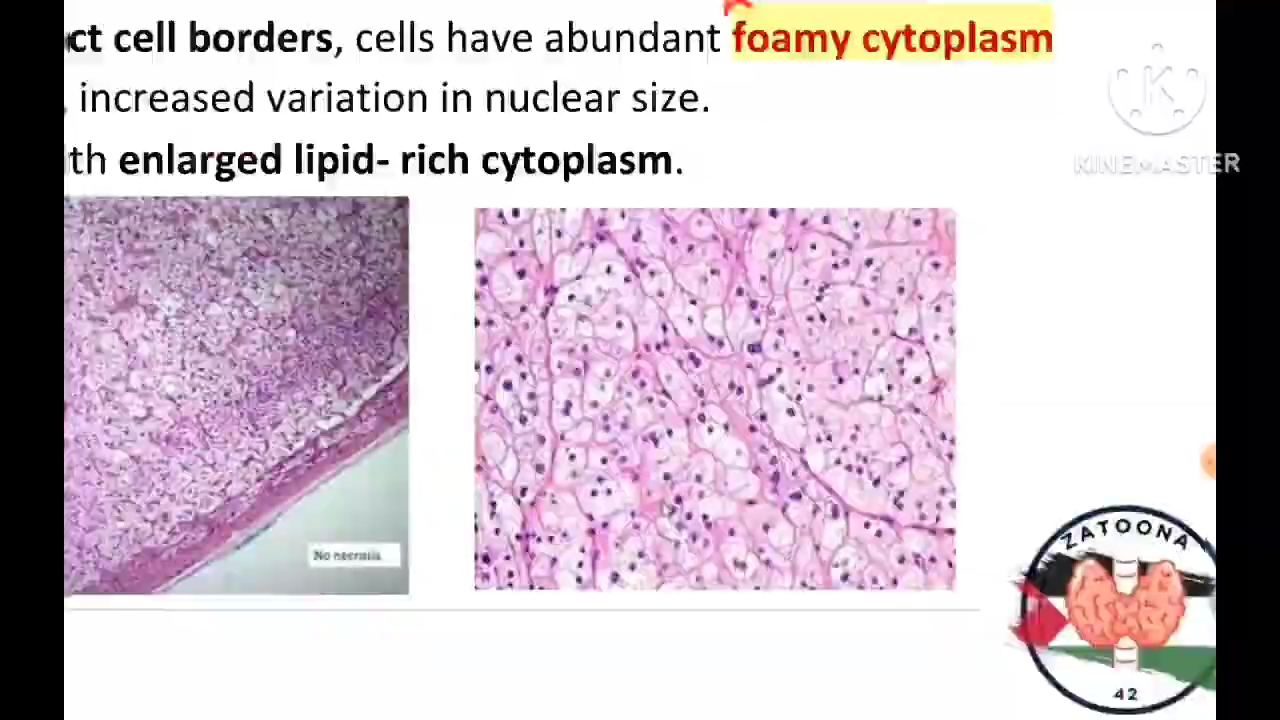 ct cell borders, cells have abundant foamy cytoplasm
, increased variation in nuclear size.
th enlarged lipid- rich cytoplasm.
K
KINEMASTER
No necrosis
ZATOONA
42